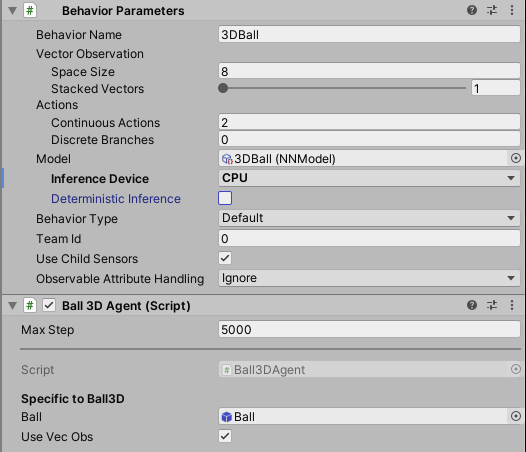 Behavior Parameters
Behavior Name 3DBall
Vector Observation
Space Size 8
Stacked Vectors 1
Actions
Continuous Actions 2
Discrete Branches 0
Model 3DBall (NNModel)
Inference Device CPU
Deterministic Inference
Behavior Type Default
Team Id 0
Use Child Sensors
Observable Attribute Handling Ignore
# Ball 3D Agent (Script)
Max Step 5000
Script # Ball3DAgent
Specific to Ball3D
Ball Ball
Use Vec Obs